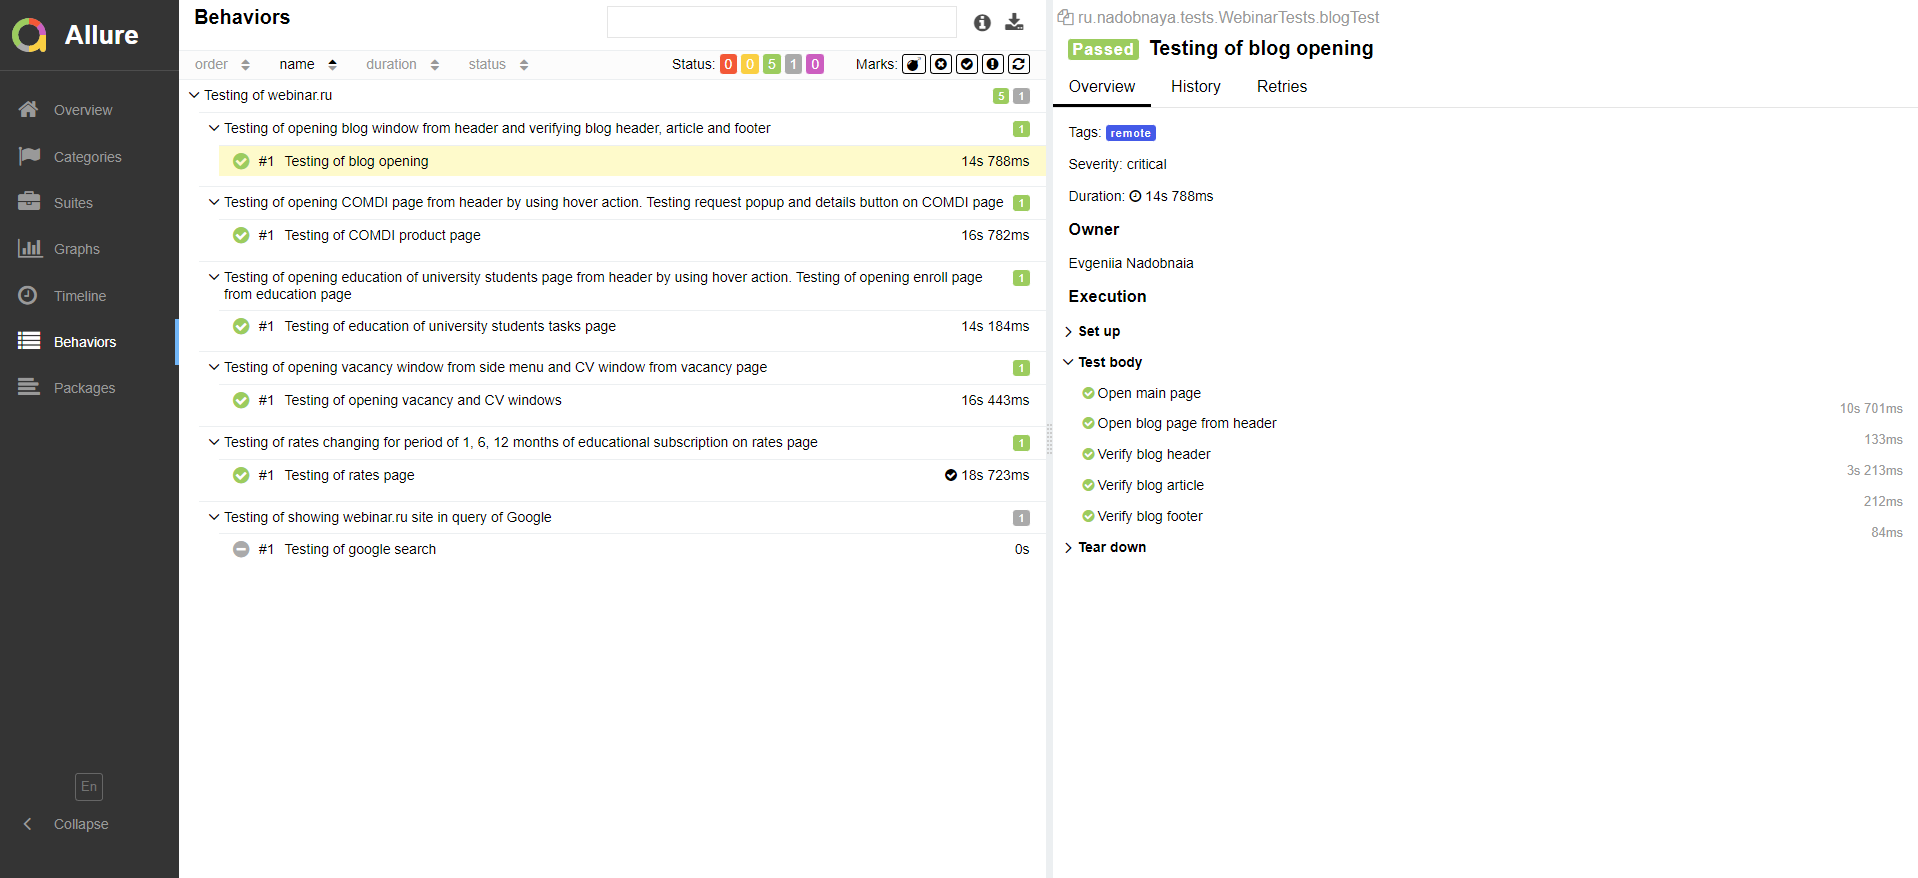 Allure
Overview
Categories
Suites
Graphs
Timeline
Behaviors
Packages
En
Collapse
Behaviors
order name duration status Status: 0 0 5 1 0 Marks:
Testing of webinar.ru 5 1
Testing of opening blog window from header and verifying blog header, article and footer 1
#1 Testing of blog opening 14s 788ms
Testing of opening COMDI page from header by using hover action. Testing request popup and details button on COMDI page 1
#1 Testing of COMDI product page 16s 782ms
Testing of opening education of university students page from header by using hover action. Testing of opening enroll page 1
from education page
#1 Testing of education of university students tasks page 14s 184ms
Testing of opening vacancy window from side menu and CV window from vacancy page 1
#1 Testing of opening vacancy and CV windows 16s 443ms
Testing of rates changing for period of 1, 6, 12 months of educational subscription on rates page 1
#1 Testing of rates page 18s 723ms
Testing of showing webinar.ru site in query of Google 1
#1 Testing of google search 0s
ru.nadobnaya.tests.WebinarTests.blogTest
Passed Testing of blog opening
Overview History Retries
Tags: remote
Severity: critical
Duration: 14s 788ms
Owner
Evgeniia Nadobnaia
Execution
Set up
Test body
Open main page
10s 701ms
Open blog page from header
133ms
Verify blog header
3s 213ms
Verify blog article
212ms
Verify blog footer
84ms
Tear down